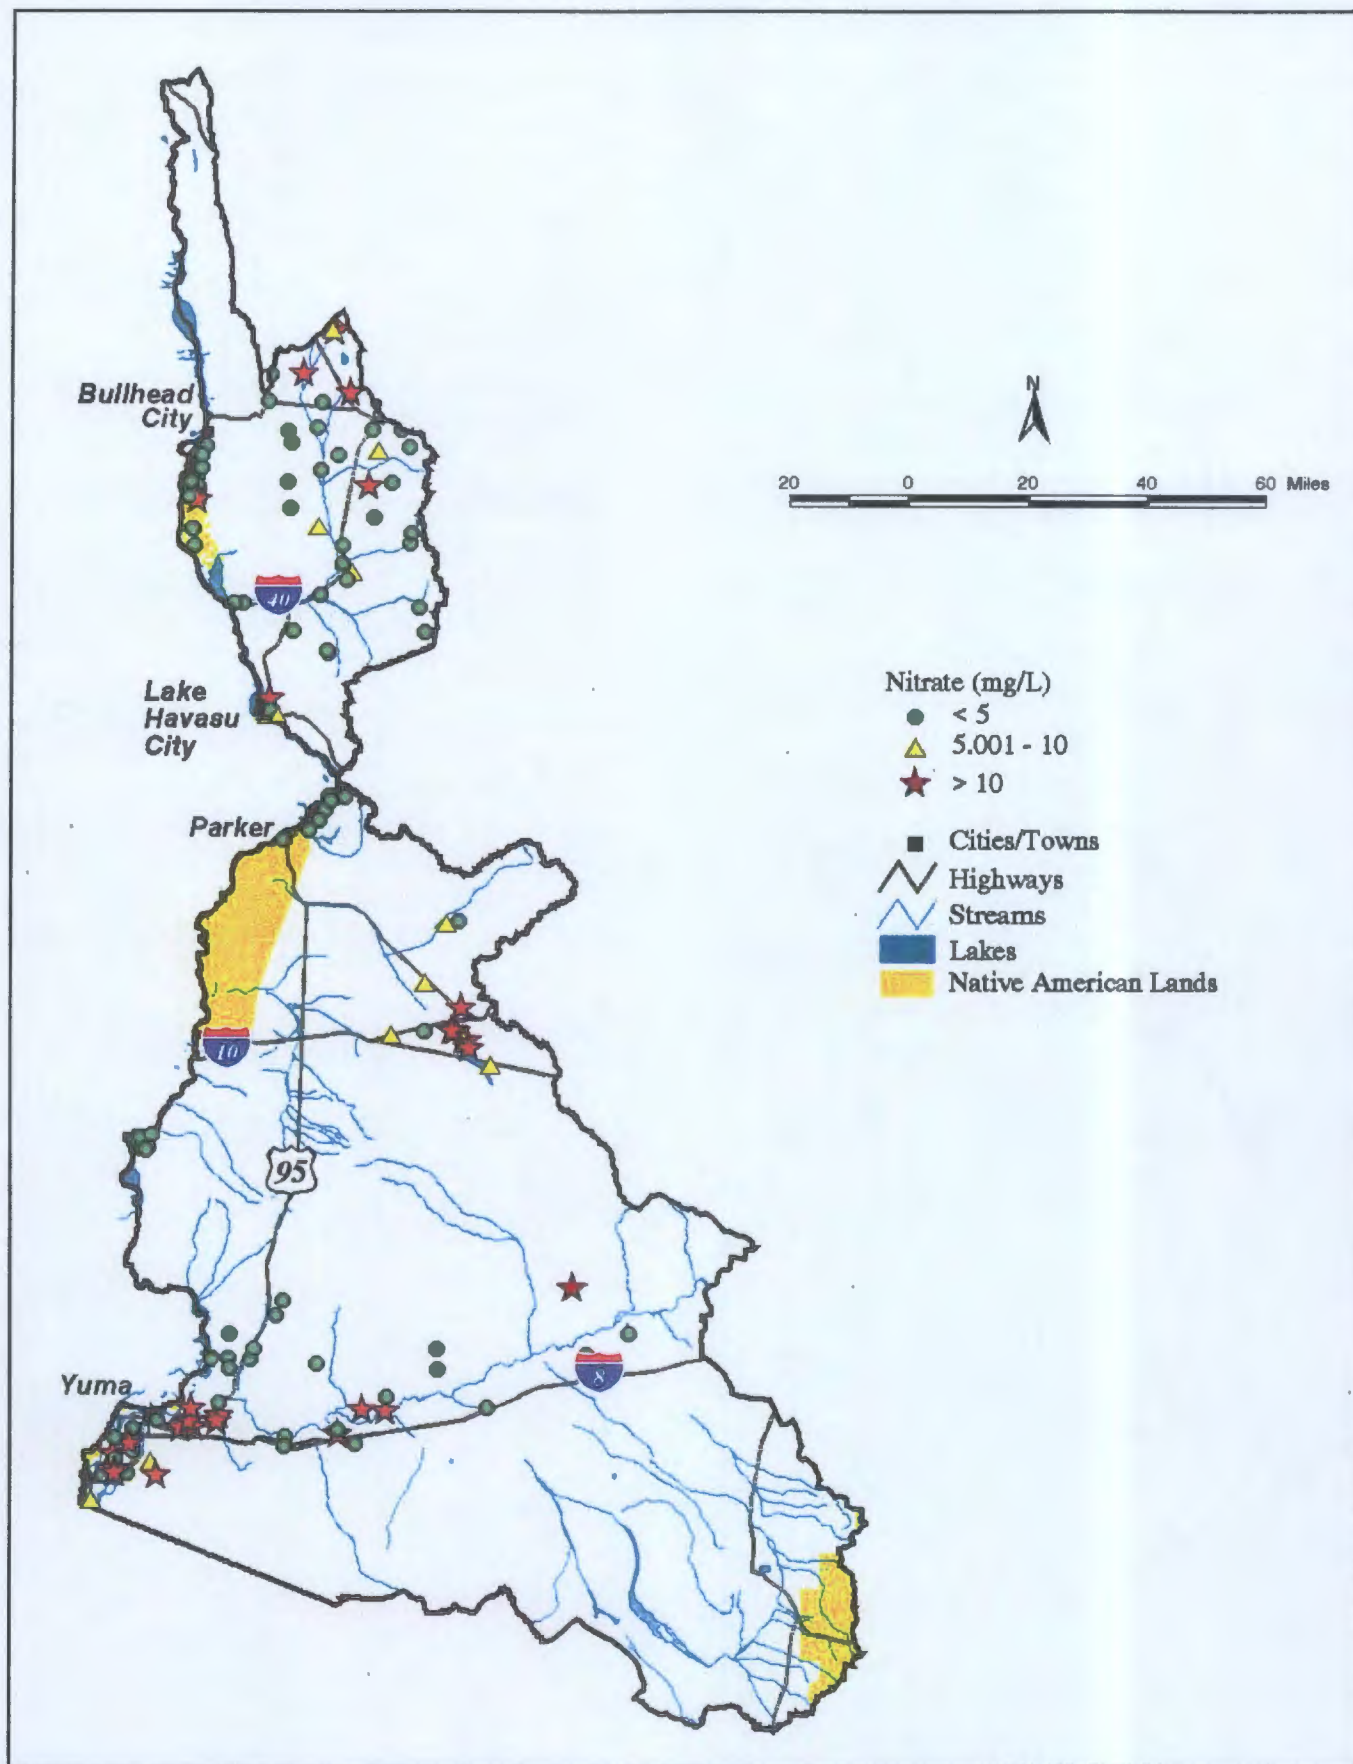 Bullhead
City
N
20 0 20 40 60 Miles
40
Lake
Havasu
City
Nitrate (mg/L)
< 5
5.001 - 10
> 10
Parker
Cities/Towns
Highways
Streams
Lakes
Native American Lands
10
95
8
Yuma